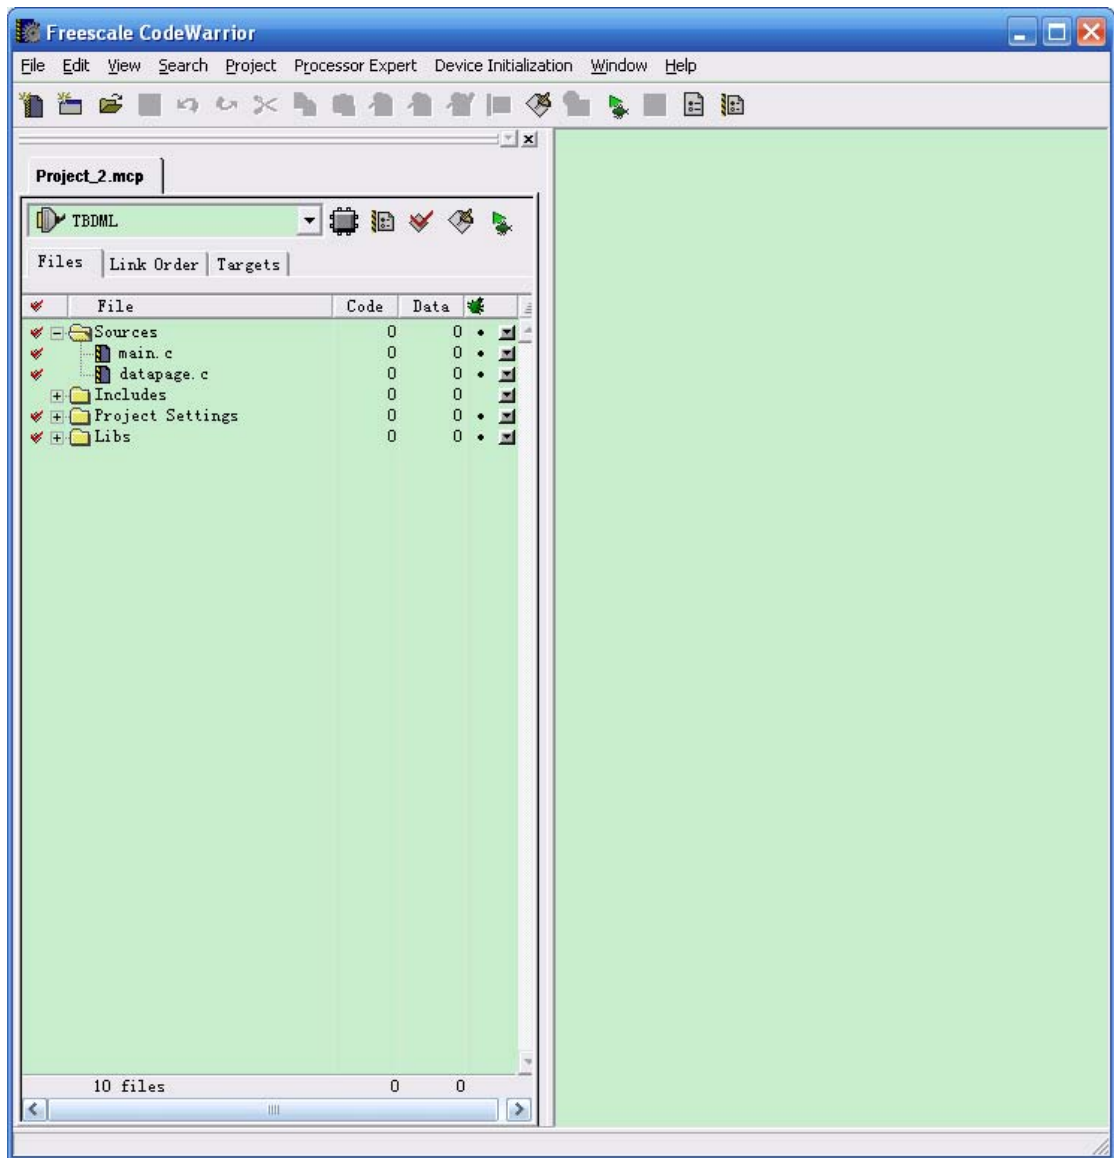 Freescale CodeWarrior
File Edit View Search Project Processor Expert Device Initialization Window Help
Project_2.mcp
TBDML
Files Link Order Targets
File Code Data
Sources 0 0
main.c 0 0
datapage.c 0 0
Includes 0 0
Project Settings 0 0
Libs 0 0
10 files 0 0